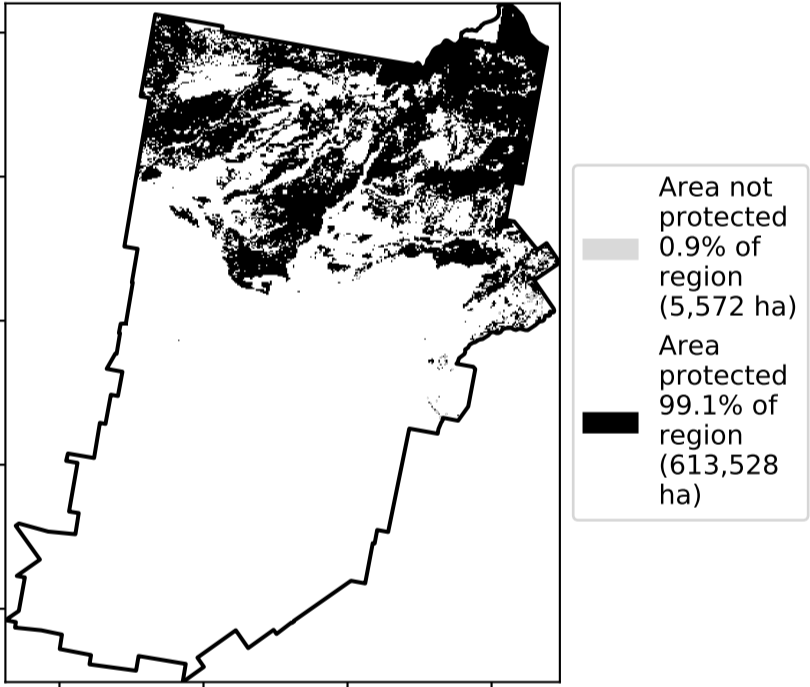 Area not
protected
0.9% of
region
(5,572 ha)
Area
protected
99.1% of
region
(613,528
ha)